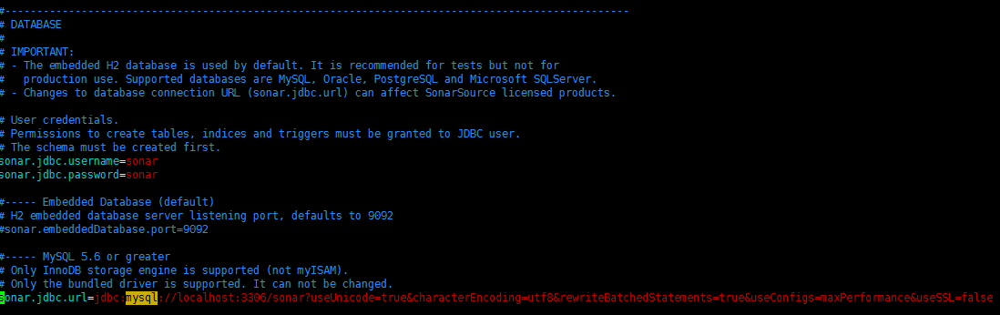 #--------------------------------------------------------------------------------------------------
# DATABASE
#
# IMPORTANT:
# - The embedded H2 database is used by default. It is recommended for tests but not for
#   production use. Supported databases are MySQL, Oracle, PostgreSQL and Microsoft SQLServer.
# - Changes to database connection URL (sonar.jdbc.url) can affect SonarSource licensed products.

# User credentials.
# Permissions to create tables, indices and triggers must be granted to JDBC user.
# The schema must be created first.
sonar.jdbc.username=sonar
sonar.jdbc.password=sonar

#----- Embedded Database (default)
# H2 embedded database server listening port, defaults to 9092
#sonar.embeddedDatabase.port=9092

#----- MySQL 5.6 or greater
# Only InnoDB storage engine is supported (not myISAM).
# Only the bundled driver is supported. It can not be changed.
sonar.jdbc.url=jdbc:mysql://localhost:3306/sonar?useUnicode=true&characterEncoding=utf8&rewriteBatchedStatements=true&useConfigs=maxPerformance&useSSL=false